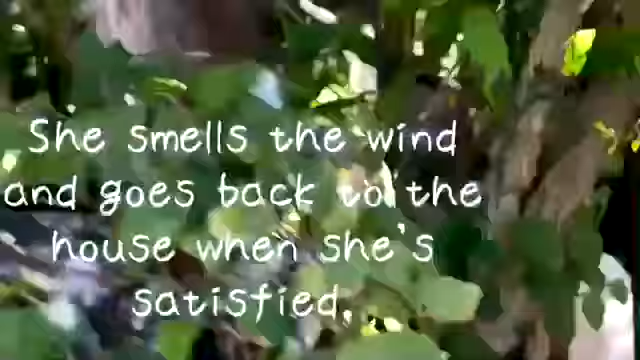 She smells the wind
and goes back to the
house when she's
satisfied.